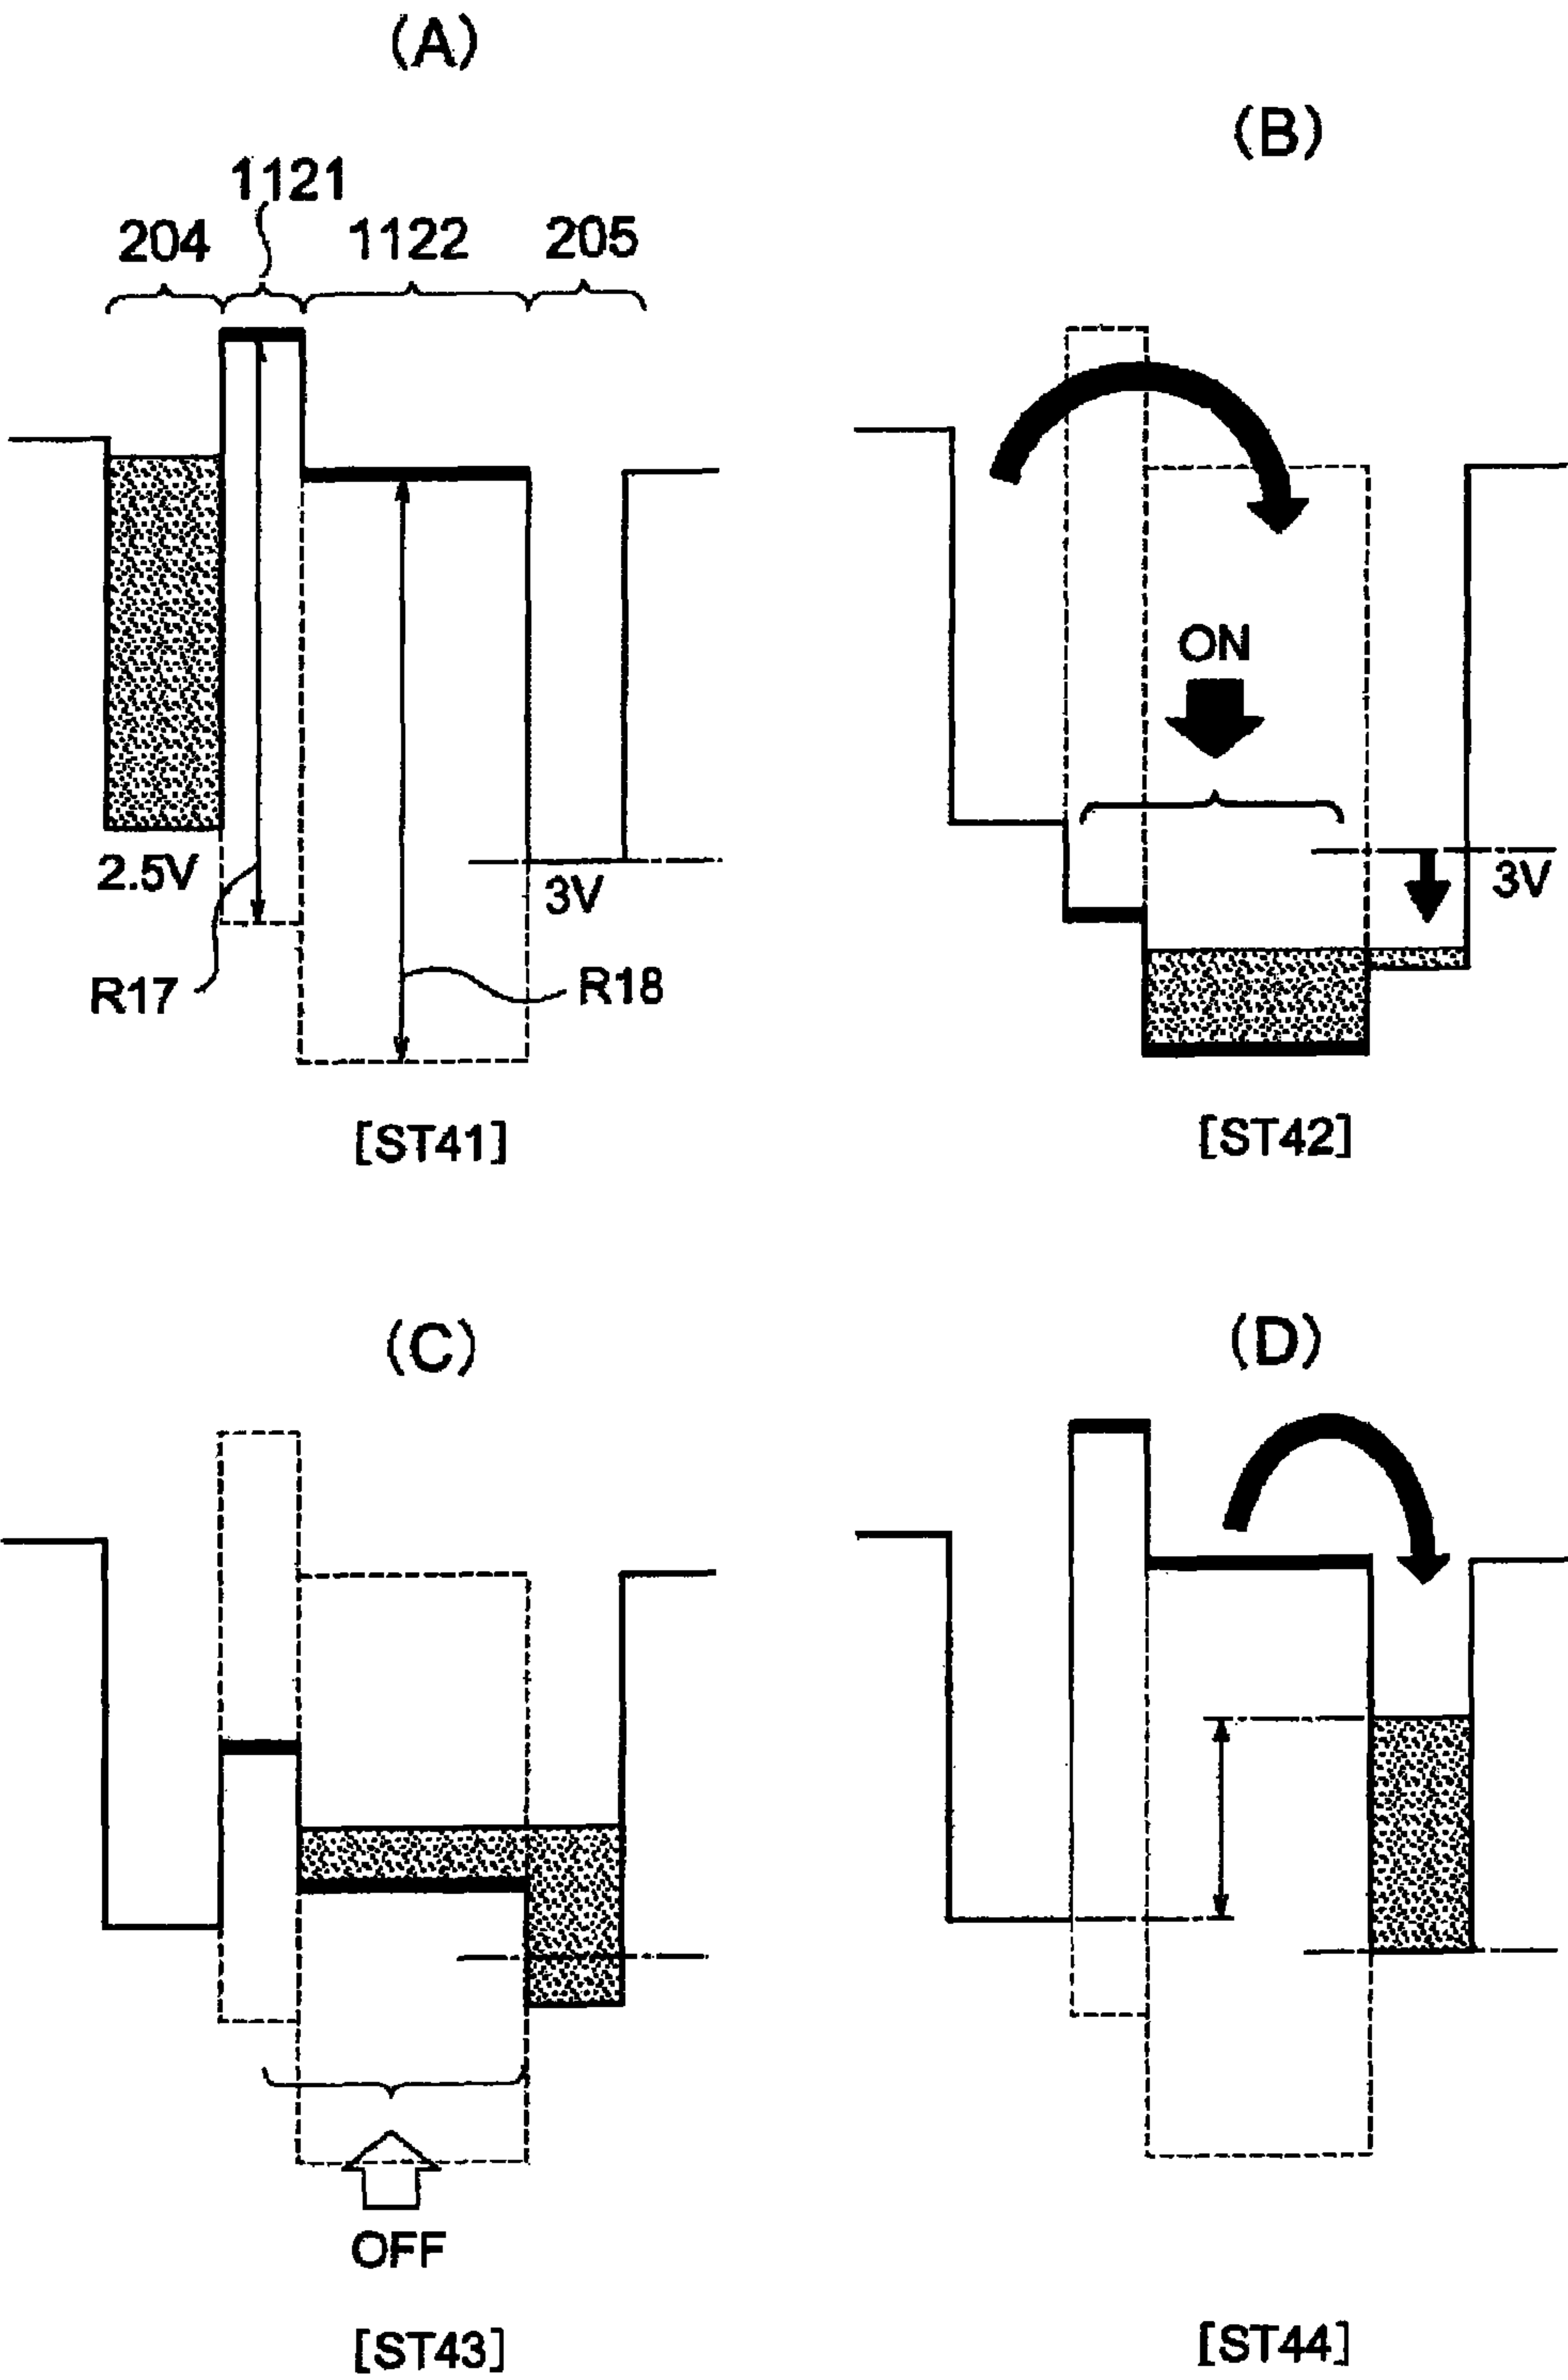 (A)
(B)
1121
204 1122 205
ON
2.5V
3V
3V
R17
R18
[ST41]
[ST42]
(C)
(D)
OFF
[ST43]
[ST44]